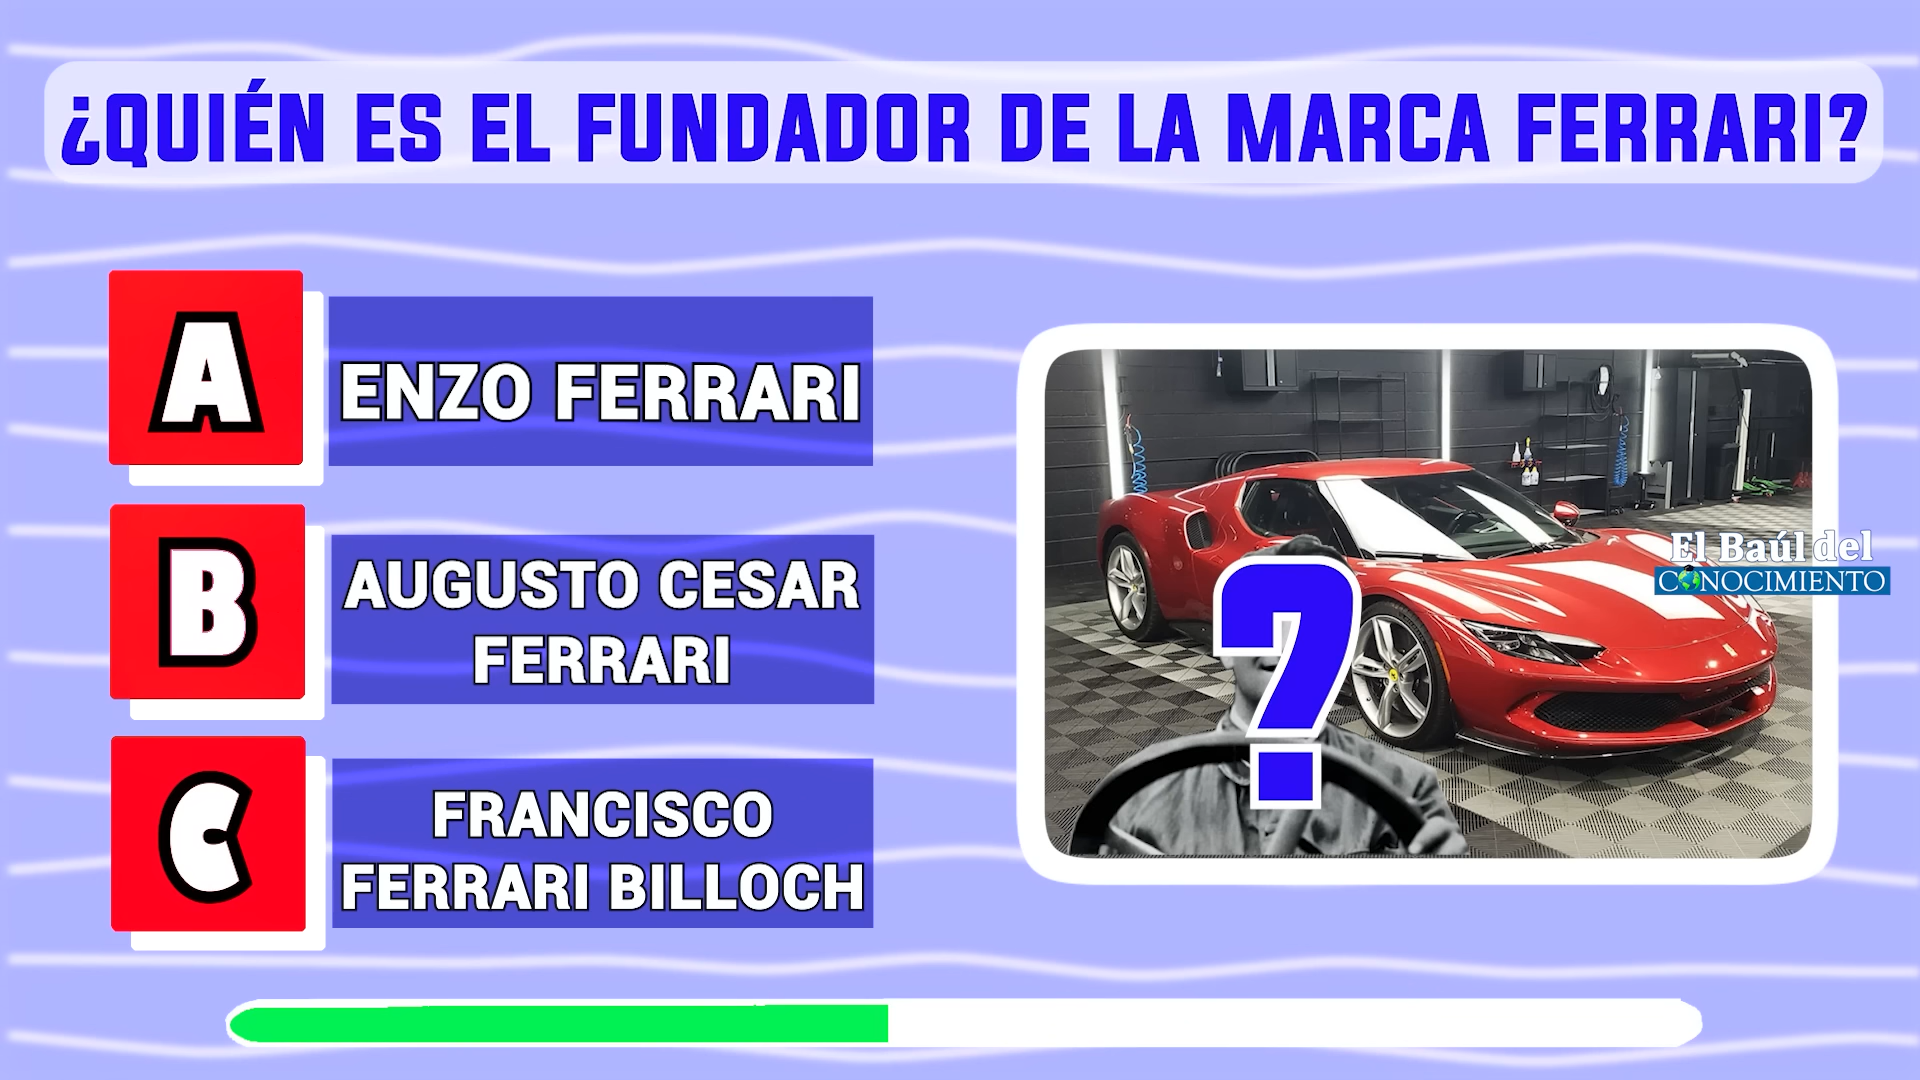 ¿QUIÉN ES EL FUNDADOR DE LA MARCA FERRARI?
A
ENZO FERRARI
B
AUGUSTO CESAR
FERRARI
C
FRANCISCO
FERRARI BILLOCH
?
El Baúl del
CONOCIMIENTO